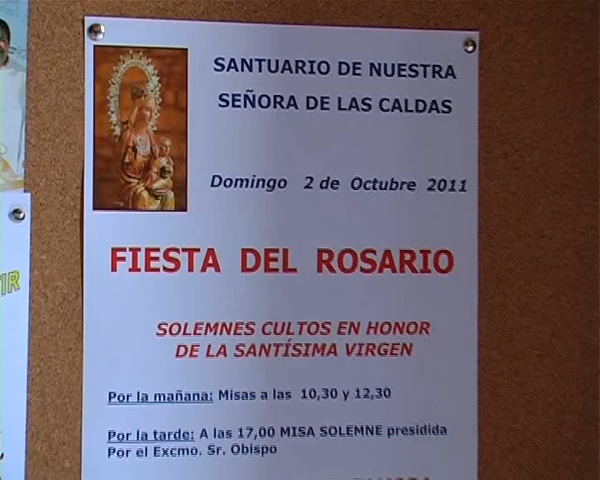 SANTUARIO DE NUESTRA
SEÑORA DE LAS CALDAS
Domingo 2 de Octubre 2011
FIESTA DEL ROSARIO
SOLEMNES CULTOS EN HONOR
DE LA SANTÍSIMA VIRGEN
Por la mañana: Misas a las 10,30 y 12,30
Por la tarde: A las 17,00 MISA SOLEMNE presidida
Por el Excmo. Sr. Obispo